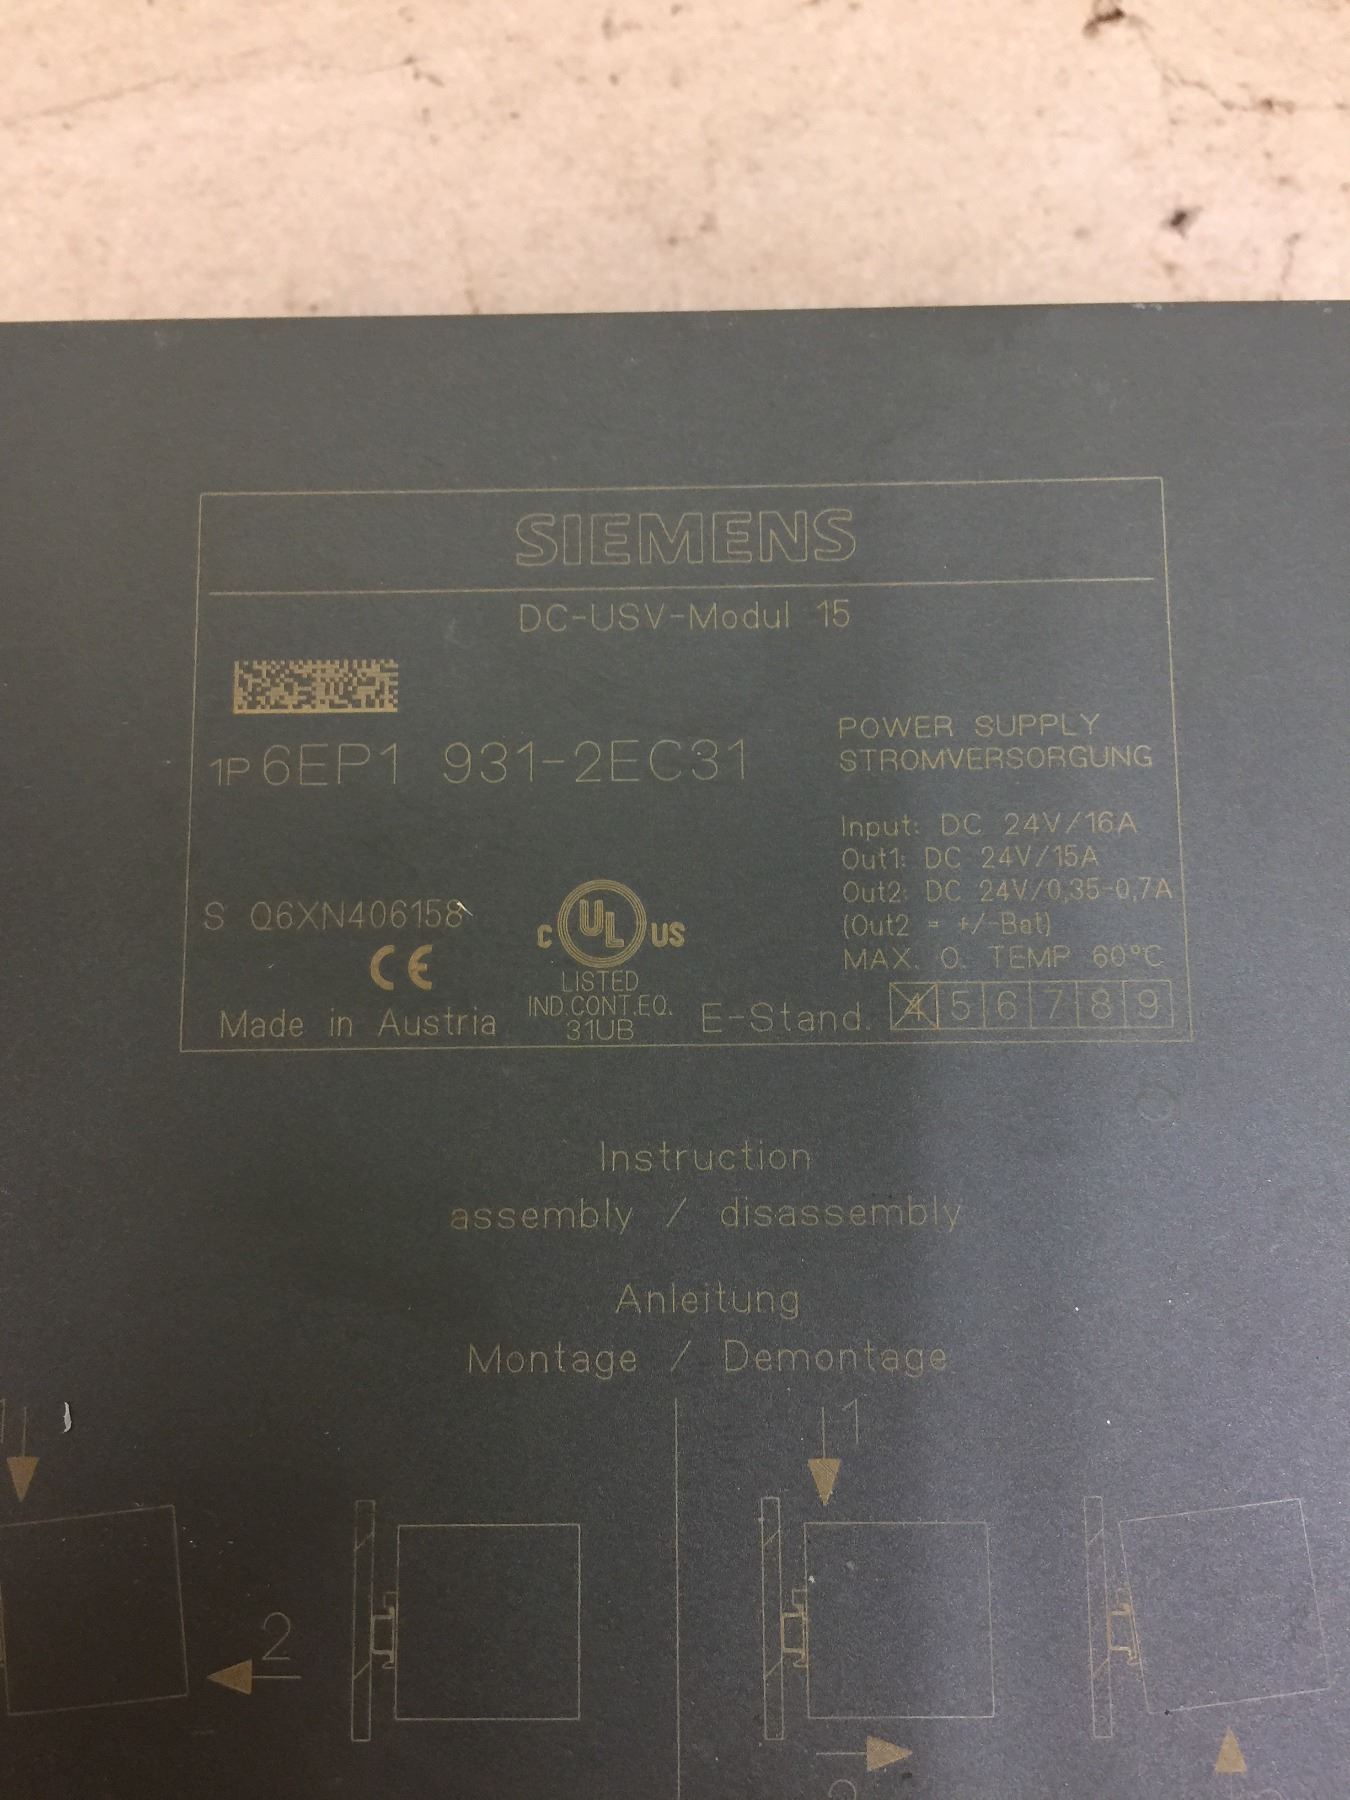 SIEMENS
DC-USV-Modul 15
1P 6EP1 931-2EC31
POWER SUPPLY
STROMVERSORGUNG
Input: DC 24V/16A
Out1: DC 24V/15A
Out2: DC 24V/0,35-0,7A
(Out2 = +/-Bat)
MAX. O. TEMP 60°C
S Q6XN406158
CE
C UL US
LISTED
IND.CONT.EQ.
31UB
Made in Austria
E-Stand. 4 5 6 7 8 9
Instruction
assembly / disassembly
Anleitung
Montage / Demontage
1
1
2